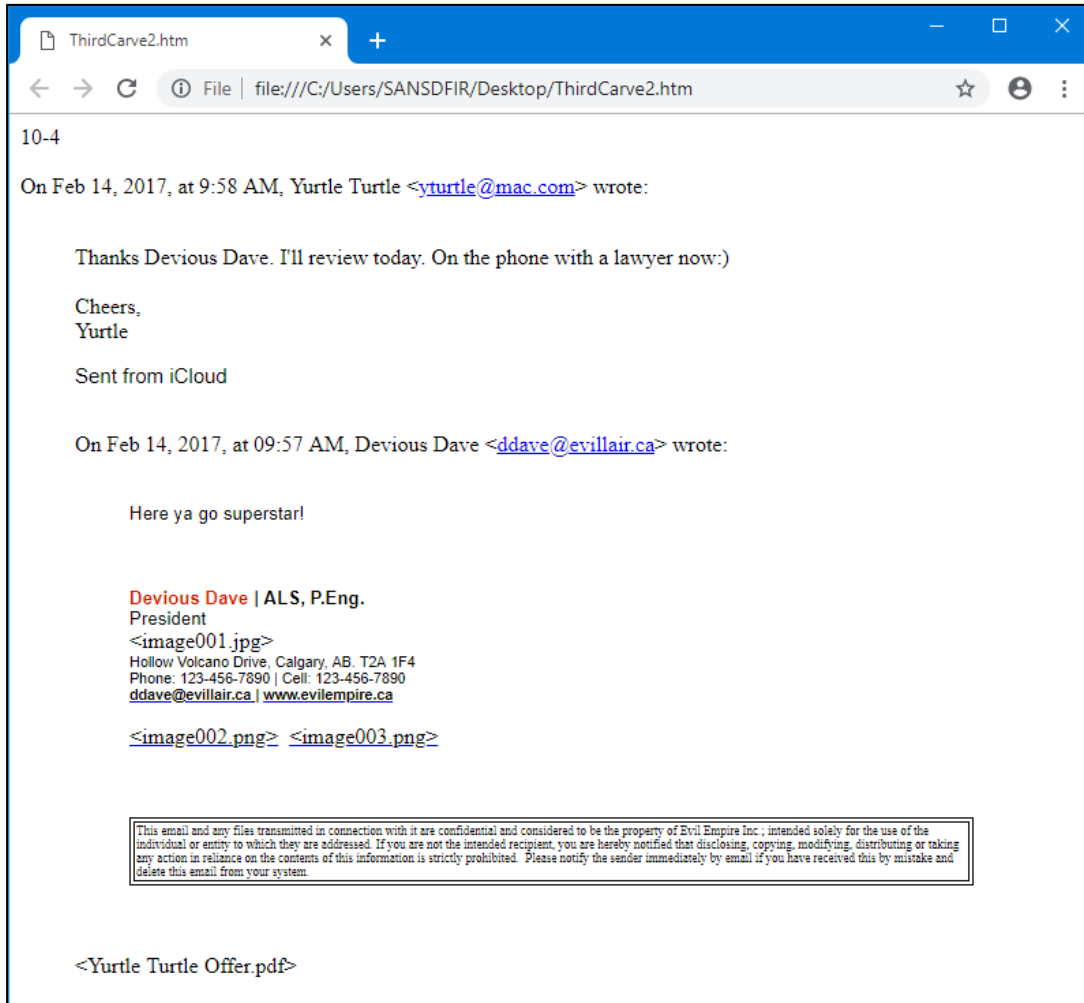 ThirdCarve2.htm
File | file:///C:/Users/SANSDFIR/Desktop/ThirdCarve2.htm
10-4
On Feb 14, 2017, at 9:58 AM, Yurtle Turtle <yturtle@mac.com> wrote:
Thanks Devious Dave. I'll review today. On the phone with a lawyer now:)
Cheers,
Yurtle
Sent from iCloud
On Feb 14, 2017, at 09:57 AM, Devious Dave <ddave@evillair.ca> wrote:
Here ya go superstar!
Devious Dave | ALS, P.Eng.
President
<image001.jpg>
Hollow Volcano Drive, Calgary, AB. T2A 1F4
Phone: 123-456-7890 | Cell: 123-456-7890
ddave@evillair.ca | www.evilempire.ca
<image002.png> <image003.png>
This email and any files transmitted in connection with it are confidential and considered to be the property of Evil Empire Inc.; intended solely for the use of the
individual or entity to which they are addressed. If you are not the intended recipient, you are hereby notified that disclosing, copying, modifying, distributing or taking
any action in reliance on the contents of this information is strictly prohibited. Please notify the sender immediately by email if you have received this by mistake and
delete this email from your system.
<Yurtle Turtle Offer.pdf>